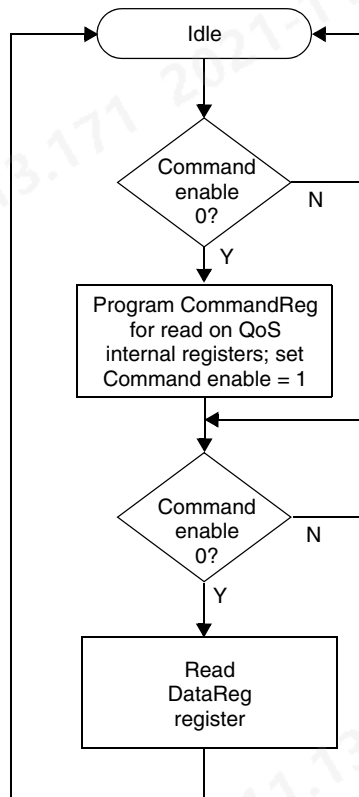 Idle
Command
enable
0?
N
Y
Program CommandReg
for read on QoS
internal registers; set
Command enable = 1
Command
enable
0?
N
Y
Read
DataReg
register